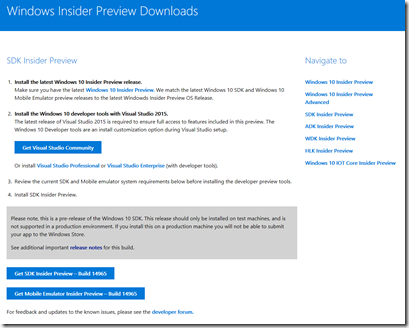 Windows Insider Preview Downloads
SDK Insider Preview
1. Install the latest Windows 10 Insider Preview release.
Make sure you have the latest Windows 10 Insider Preview. We match the latest Windows 10 SDK and Windows 10
Mobile Emulator preview releases to the latest Windowds Insider Preview OS Release.
2. Install the Windows 10 developer tools with Visual Studio 2015.
The latest release of Visual Studio 2015 is required to ensure full access to features included in this preview. The
Windows 10 Developer tools are an install customization option during Visual Studio setup.
Get Visual Studio Community
Or install Visual Studio Professional or Visual Studio Enterprise (with developer tools).
3. Review the current SDK and Mobile emulator system requirements below before installing the developer preview tools.
4. Install SDK Insider Preview.
Please note, this is a pre-release of the Windows 10 SDK. This release should only be installed on test machines, and is
not supported in a production environment. If you install this on a production machine you will not be able to submit
your app to the Windows Store.
See additional important release notes for this build.
Get SDK Insider Preview – Build 14965
Get Mobile Emulator Insider Preview – Build 14965
For feedback and updates to the known issues, please see the developer forum.
Navigate to
Windows 10 Insider Preview
Windows 10 Insider Preview
Advanced
SDK Insider Preview
ADK Insider Preview
WDK Insider Preview
HLK Insider Preview
Windows 10 IOT Core Insider Preview